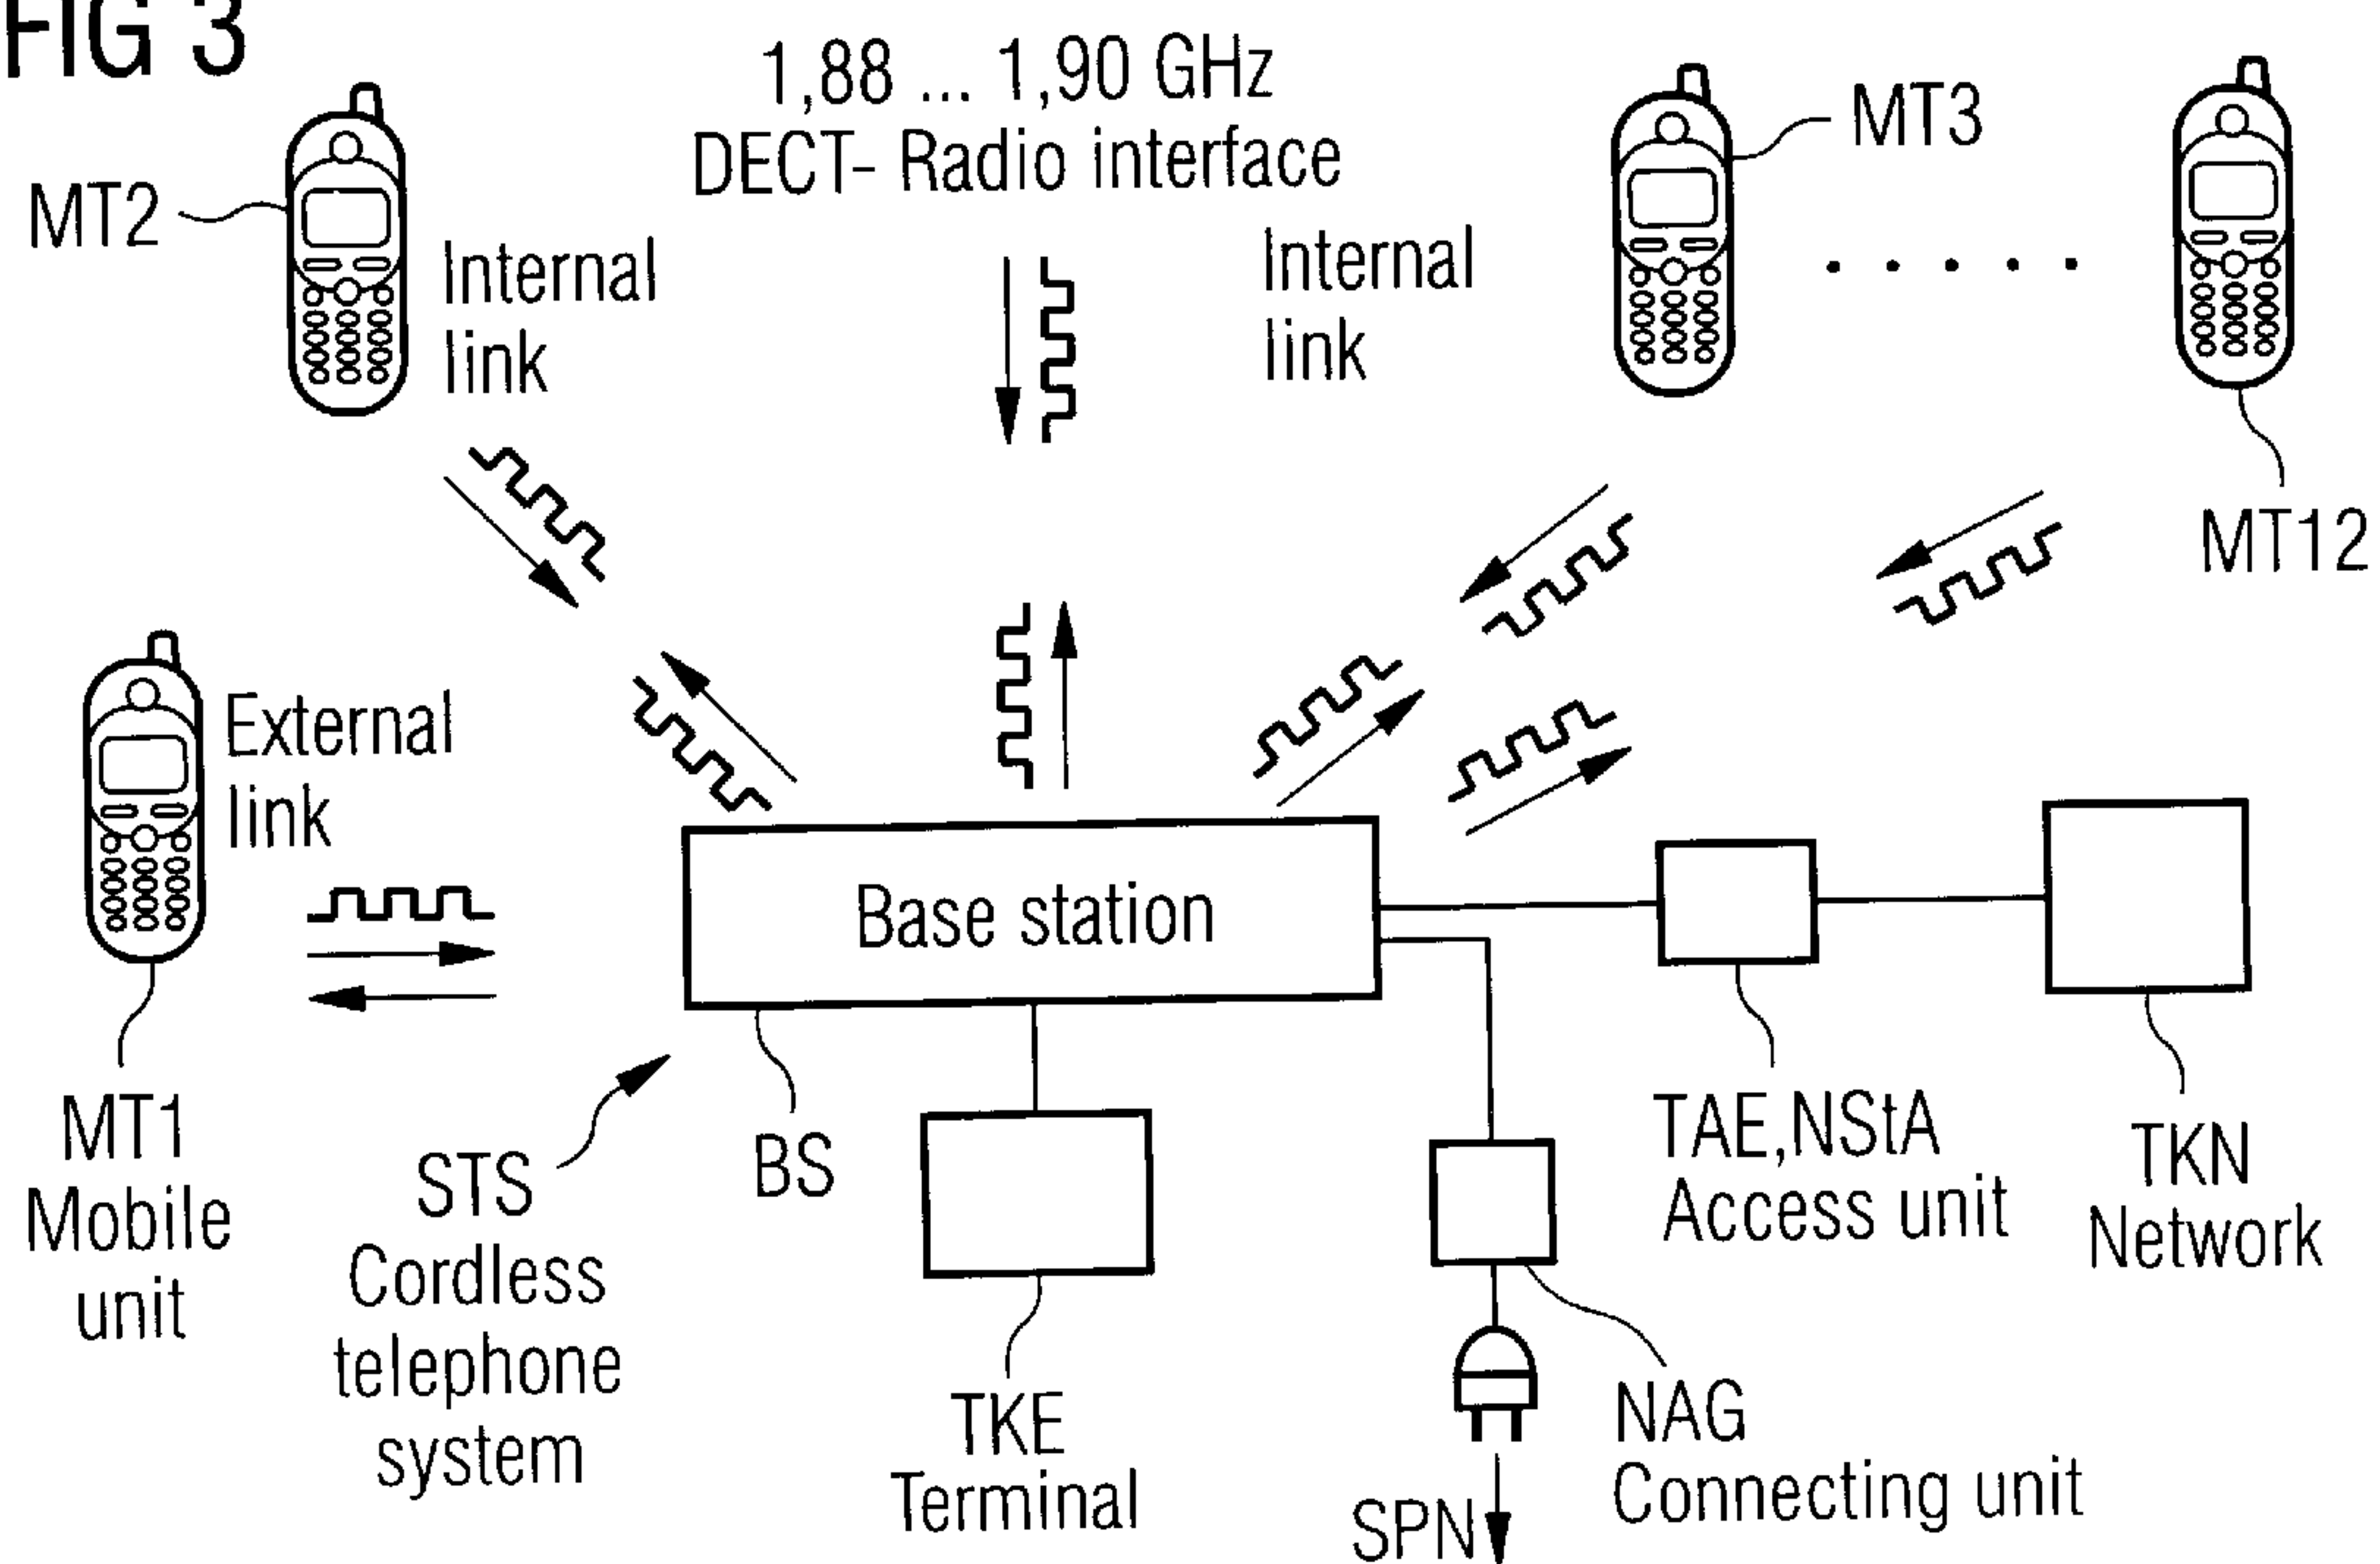 FIG 3
1,88 ... 1,90 GHz
DECT- Radio interface
MT2
Internal
link
Internal
link
MT3
MT12
External
link
MT1
Mobile
unit
Base station
BS
STS
Cordless
telephone
system
TKE
Terminal
TAE,NStA
Access unit
TKN
Network
NAG
Connecting unit
SPN